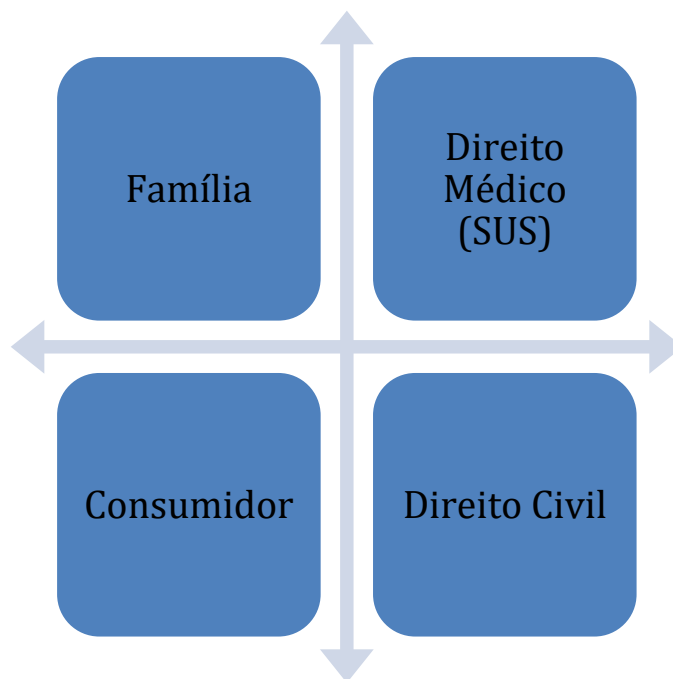 Família
Direito
Médico
(SUS)
Consumidor
Direito Civil